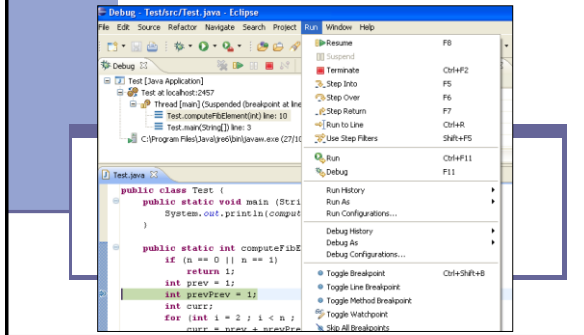 Debug - Test/src/Test.java - Eclipse
File Edit Source Refactor Navigate Search Project Run Window Help
Debug
Test [Java Application]
Test at localhost:2457
Thread [main] (Suspended (breakpoint at line
Test.computeFibElement(int) line: 10
Test.main(String[]) line: 3
C:\Program Files\Java\jre6\bin\javaw.exe (27/10
Resume F8
Suspend
Terminate Ctrl+F2
Step Into F5
Step Over F6
Step Return F7
Run to Line Ctrl+R
Use Step Filters Shift+F5
Run Ctrl+F11
Debug F11
Run History
Run As
Run Configurations...
Debug History
Debug As
Debug Configurations...
Toggle Breakpoint Ctrl+Shift+B
Toggle Line Breakpoint
Toggle Method Breakpoint
Toggle Watchpoint
Skip All Breakpoints
Test.java
public class Test {
public static void main (Stri
System.out.println(comput
}
public static int computeFibE
if (n == 0 || n == 1)
return 1;
int prev = 1;
int prevPrev = 1;
int curr;
for (int i = 2 ; i < n ;
curr = prev + prevPre